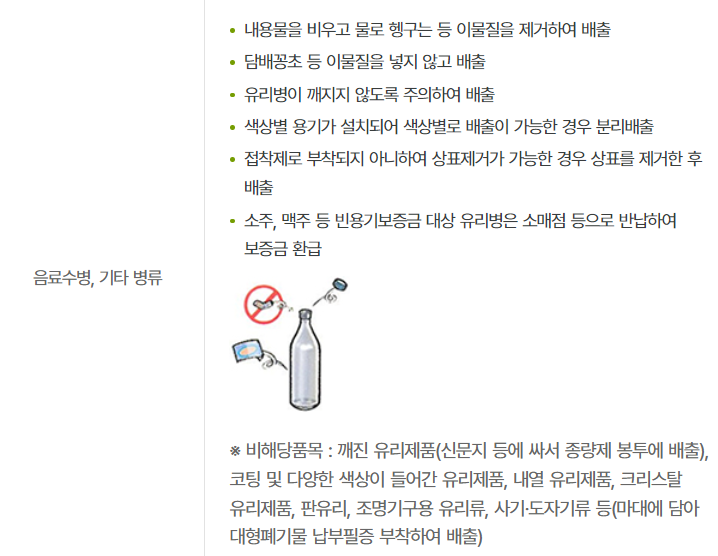 내용물을 비우고 물로 헹구는 등 이물질을 제거하여 배출
담배꽁초 등 이물질을 넣지 않고 배출
유리병이 깨지지 않도록 주의하여 배출
색상별 용기가 설치되어 색상별로 배출이 가능한 경우 분리배출
접착제로 부착되지 아니하여 상표제거가 가능한 경우 상표를 제거한 후
배출
소주, 맥주 등 빈용기보증금 대상 유리병은 소매점 등으로 반납하여
보증금 환급
음료수병, 기타 병류
※ 비해당품목 : 깨진 유리제품(신문지 등에 싸서 종량제 봉투에 배출),
코팅 및 다양한 색상이 들어간 유리제품, 내열 유리제품, 크리스탈
유리제품, 판유리, 조명기구용 유리류, 사기·도자기류 등(마대에 담아
대형폐기물 납부필증 부착하여 배출)